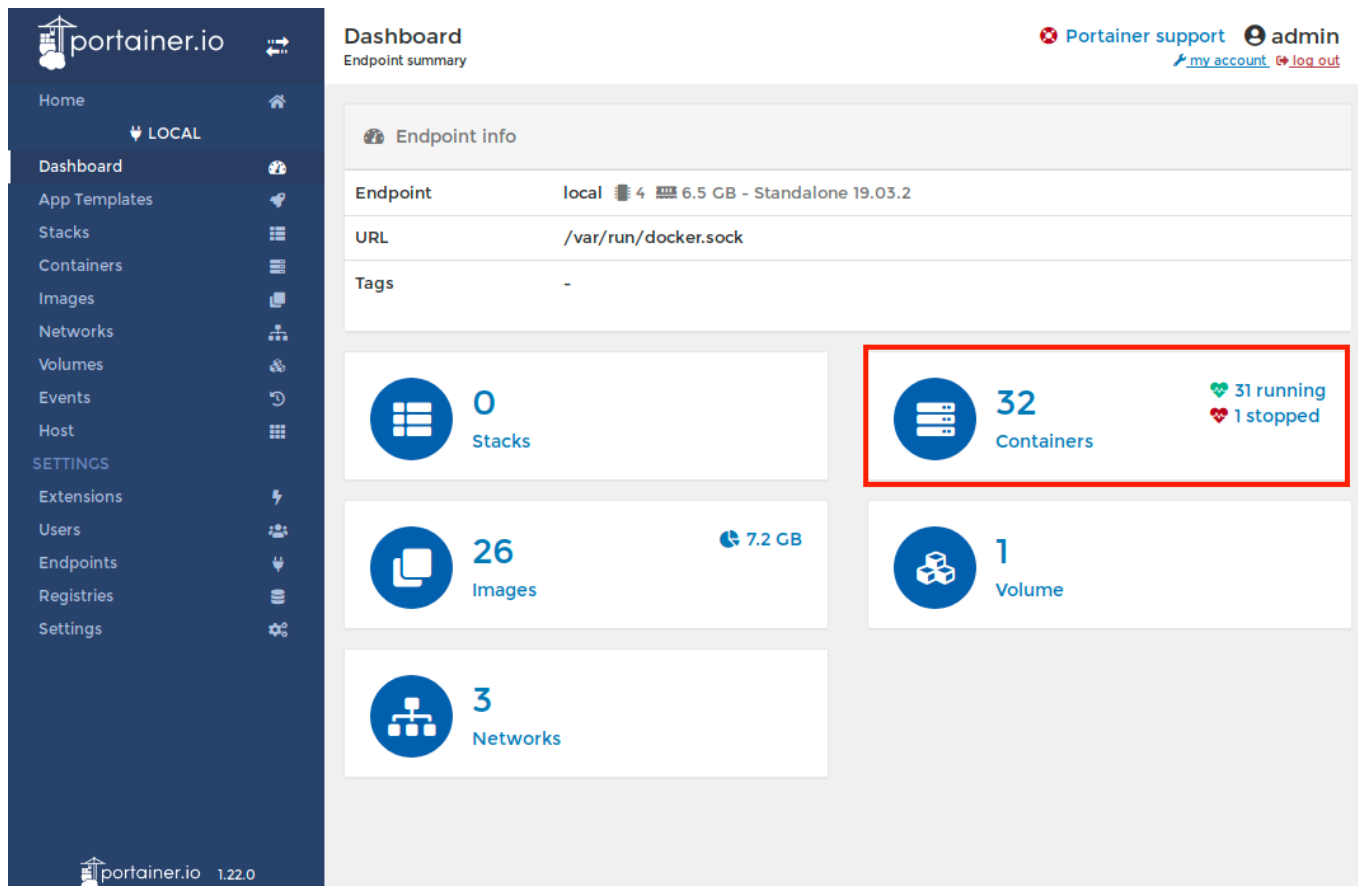 portainer.io
Home
LOCAL
Dashboard
App Templates
Stacks
Containers
Images
Networks
Volumes
Events
Host
SETTINGS
Extensions
Users
Endpoints
Registries
Settings
portainer.io 1.22.0
Dashboard
Endpoint summary
Portainer support admin
my account log out
Endpoint info
Endpoint local 4 6.5 GB - Standalone 19.03.2
URL /var/run/docker.sock
Tags -
0
Stacks
32
Containers
31 running
1 stopped
26
Images
7.2 GB
1
Volume
3
Networks